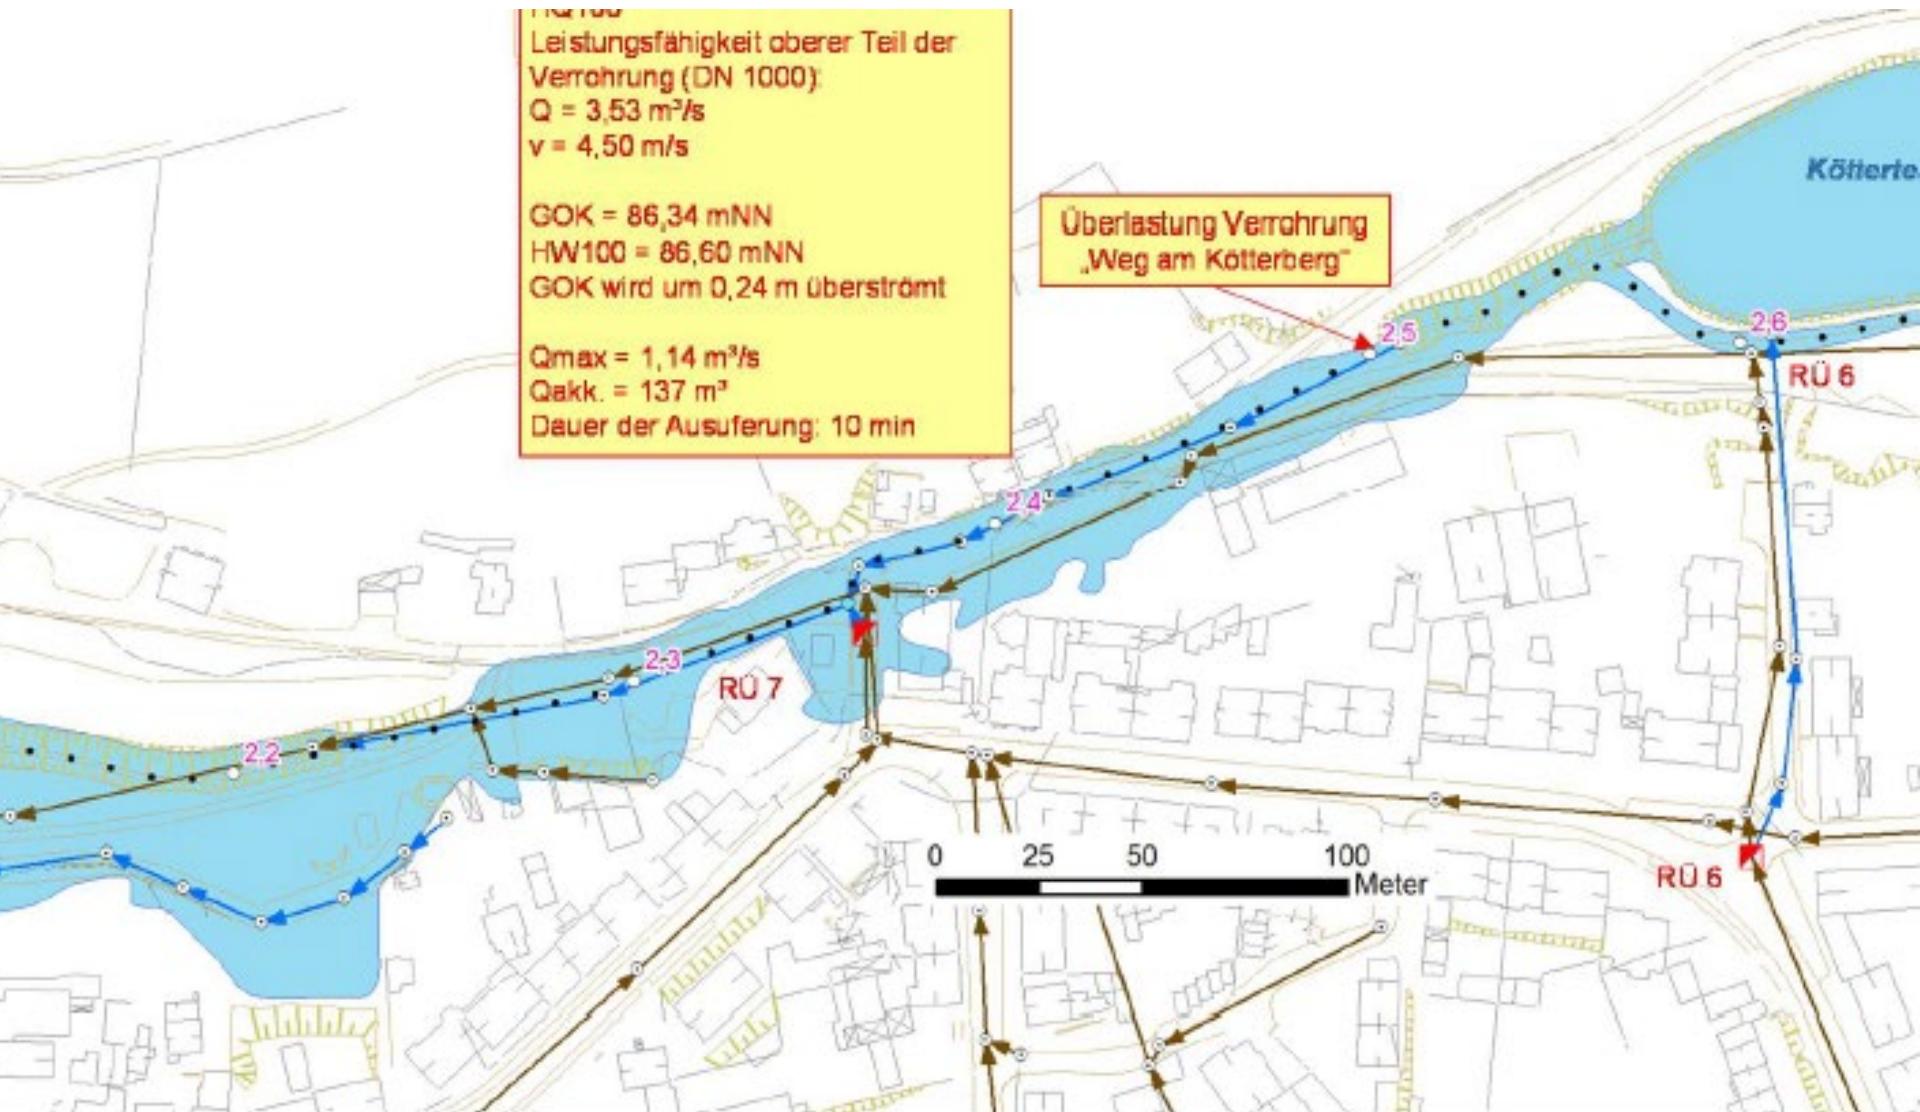 HQ100
Leistungsfähigkeit oberer Teil der
Verrohrung (DN 1000):
Q = 3,53 m³/s
v = 4,50 m/s
GOK = 86,34 mNN
HW100 = 86,60 mNN
GOK wird um 0,24 m überströmt
Qmax = 1,14 m³/s
Qakk. = 137 m³
Dauer der Ausuferung: 10 min
Überlastung Verrohrung
„Weg am Kötterberg“
Kötterte
2,6
2,5
RÜ 6
2,4
2,3
RÜ 7
2,2
0 25 50 100
Meter
RÜ 6